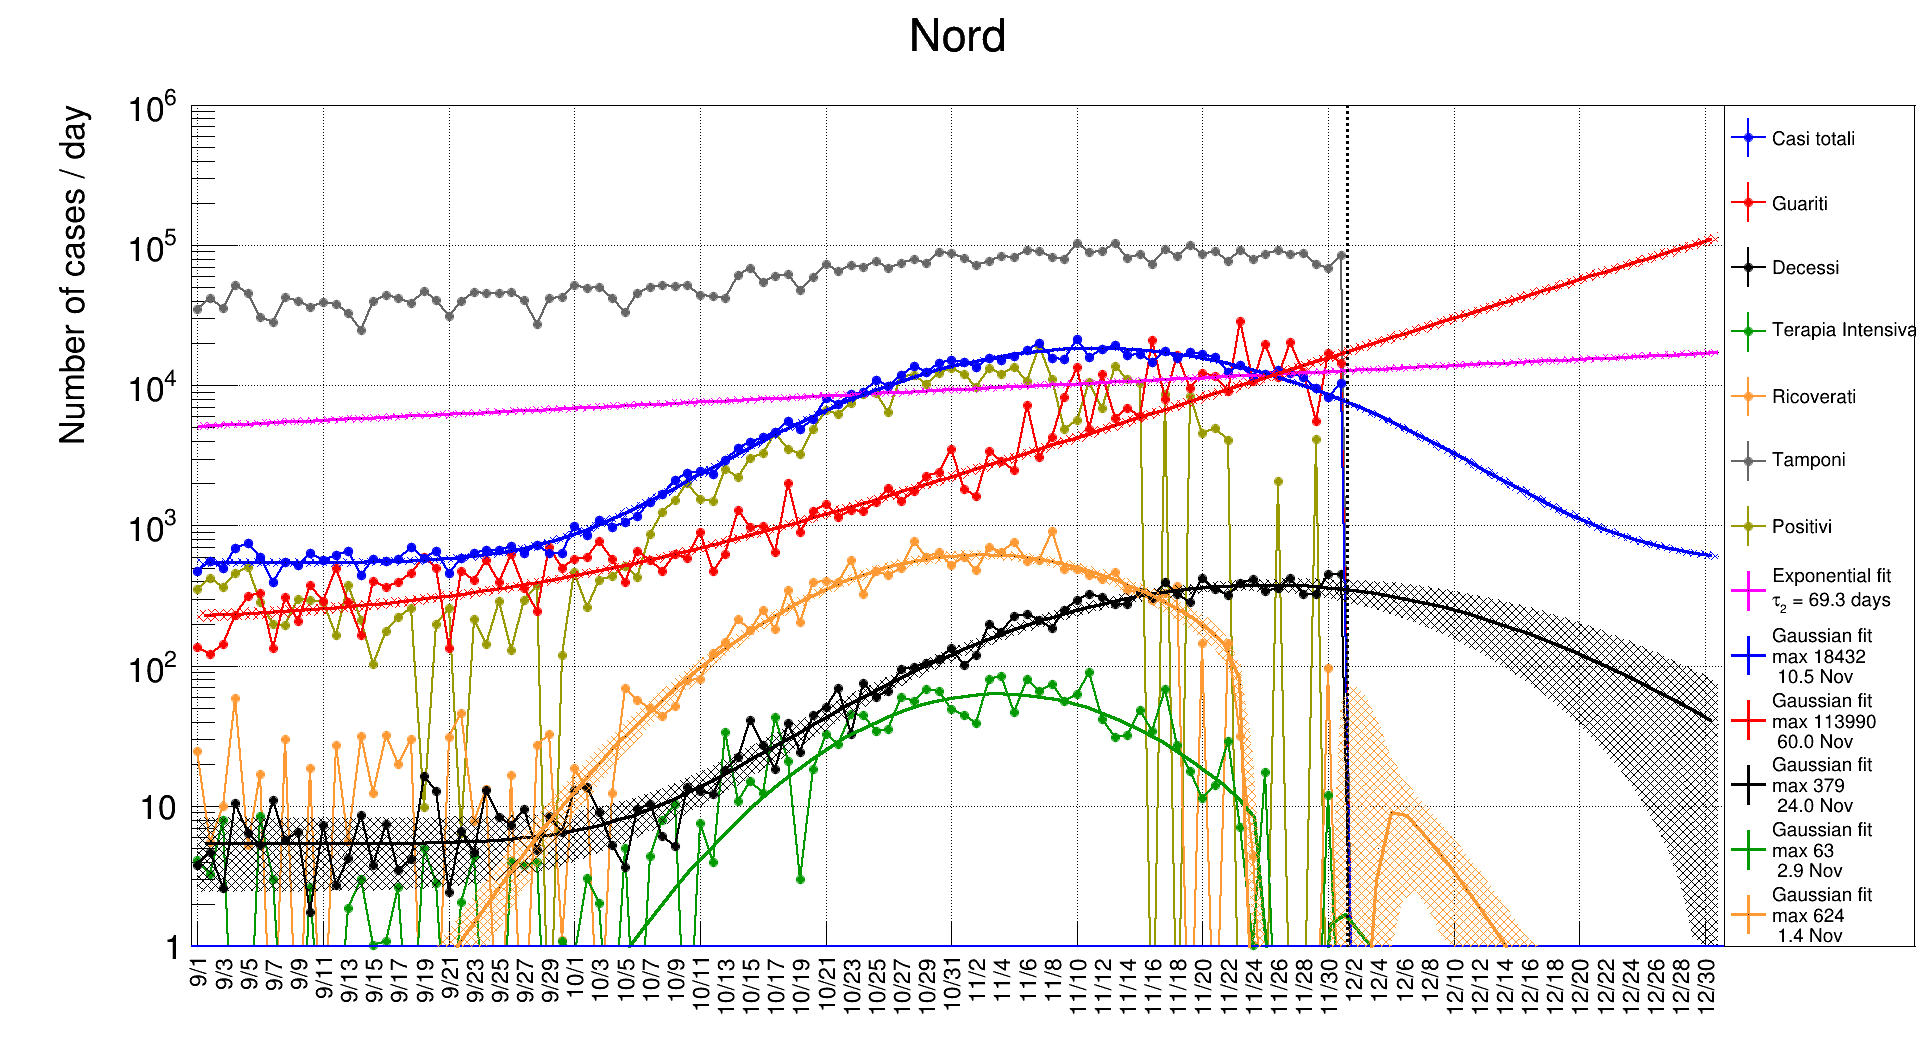 Nord
Number of cases / day
10^6
10^5
10^4
10^3
10^2
10
1
9/1
9/3
9/5
9/7
9/9
9/11
9/13
9/15
9/17
9/19
9/21
9/23
9/25
9/27
9/29
10/1
10/3
10/5
10/7
10/9
10/11
10/13
10/15
10/17
10/19
10/21
10/23
10/25
10/27
10/29
10/31
11/2
11/4
11/6
11/8
11/10
11/12
11/14
11/16
11/18
11/20
11/22
11/24
11/26
11/28
11/30
12/2
12/4
12/6
12/8
12/10
12/12
12/14
12/16
12/18
12/20
12/22
12/24
12/26
12/28
12/30
Casi totali
Guariti
Decessi
Terapia Intensiva
Ricoverati
Tamponi
Positivi
Exponential fit
τ2 = 69.3 days
Gaussian fit
max 18432
10.5 Nov
Gaussian fit
max 113990
60.0 Nov
Gaussian fit
max 379
24.0 Nov
Gaussian fit
max 63
2.9 Nov
Gaussian fit
max 624
1.4 Nov